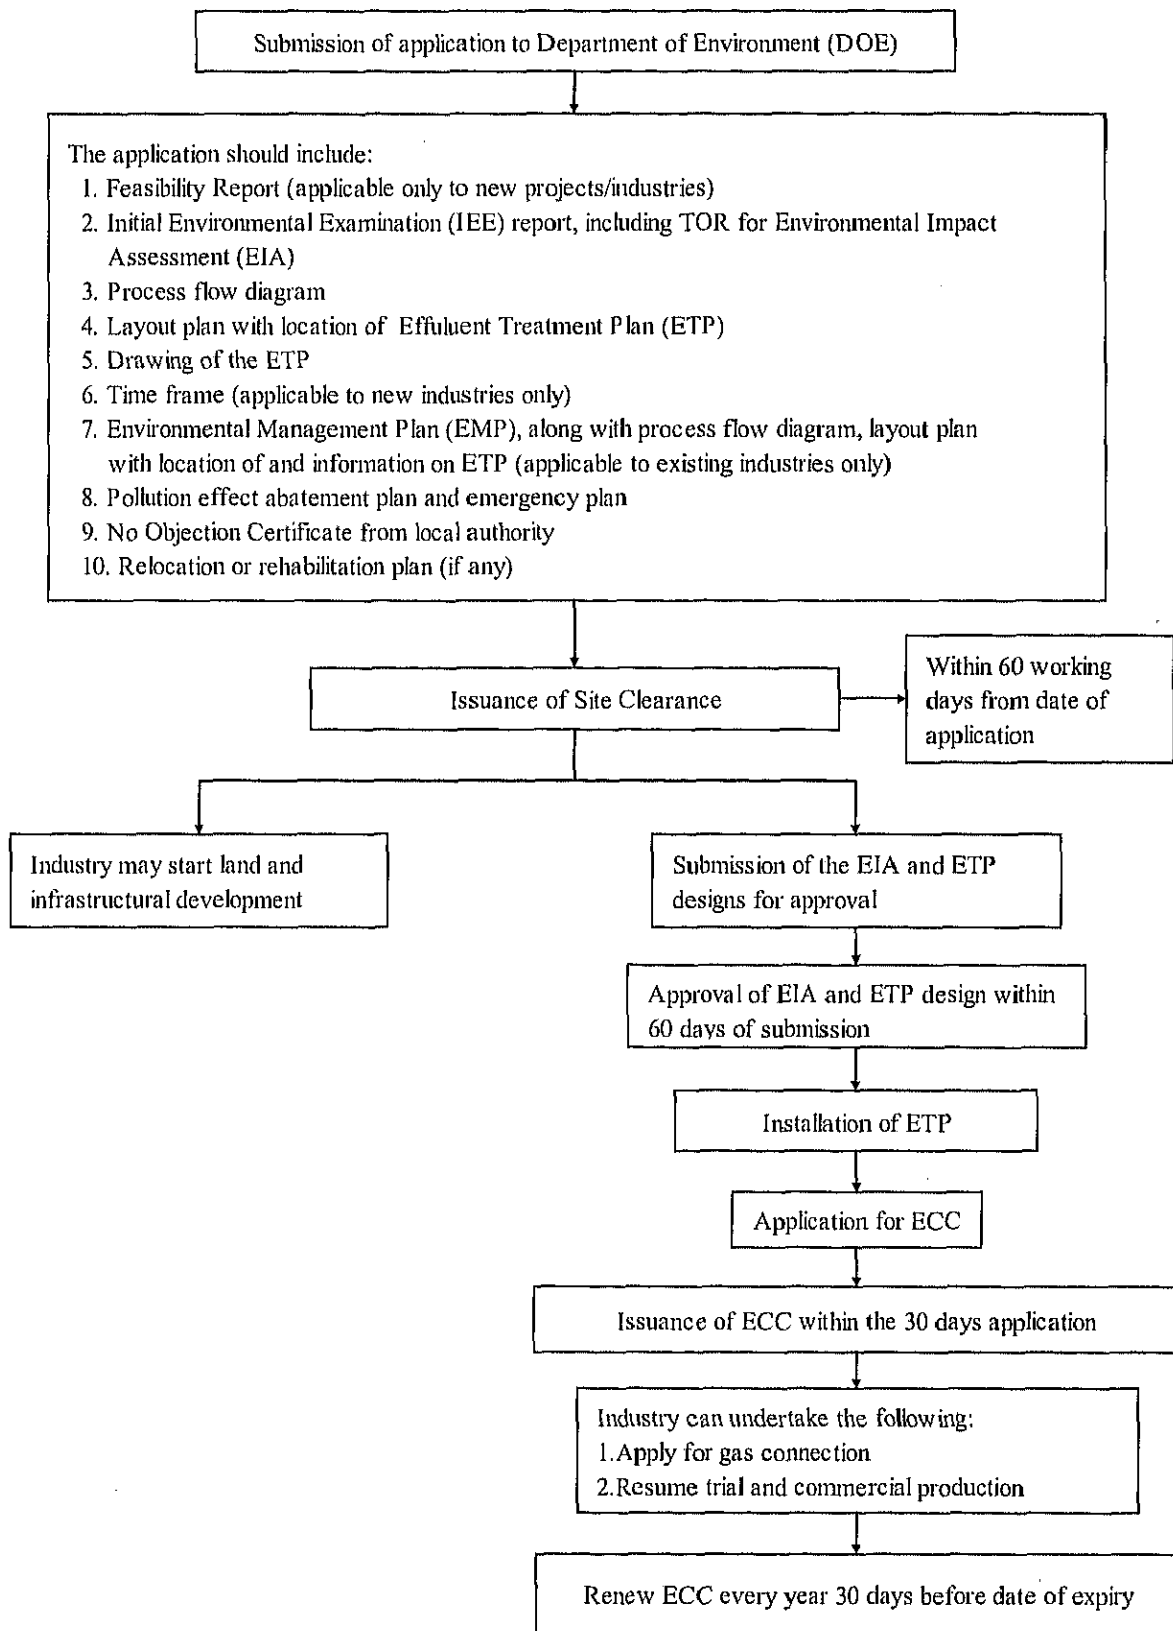 Submission of application to Department of Environment (DOE)
The application should include:
1. Feasibility Report (applicable only to new projects/industries)
2. Initial Environmental Examination (IEE) report, including TOR for Environmental Impact
Assessment (EIA)
3. Process flow diagram
4. Layout plan with location of Effuluent Treatment Plan (ETP)
5. Drawing of the ETP
6. Time frame (applicable to new industries only)
7. Environmental Management Plan (EMP), along with process flow diagram, layout plan
with location of and information on ETP (applicable to existing industries only)
8. Pollution effect abatement plan and emergency plan
9. No Objection Certificate from local authority
10. Relocation or rehabilitation plan (if any)
Issuance of Site Clearance
Within 60 working
days from date of
application
Industry may start land and
infrastructural development
Submission of the EIA and ETP
designs for approval
Approval of EIA and ETP design within
60 days of submission
Installation of ETP
Application for ECC
Issuance of ECC within the 30 days application
Industry can undertake the following:
1.Apply for gas connection
2.Resume trial and commercial production
Renew ECC every year 30 days before date of expiry